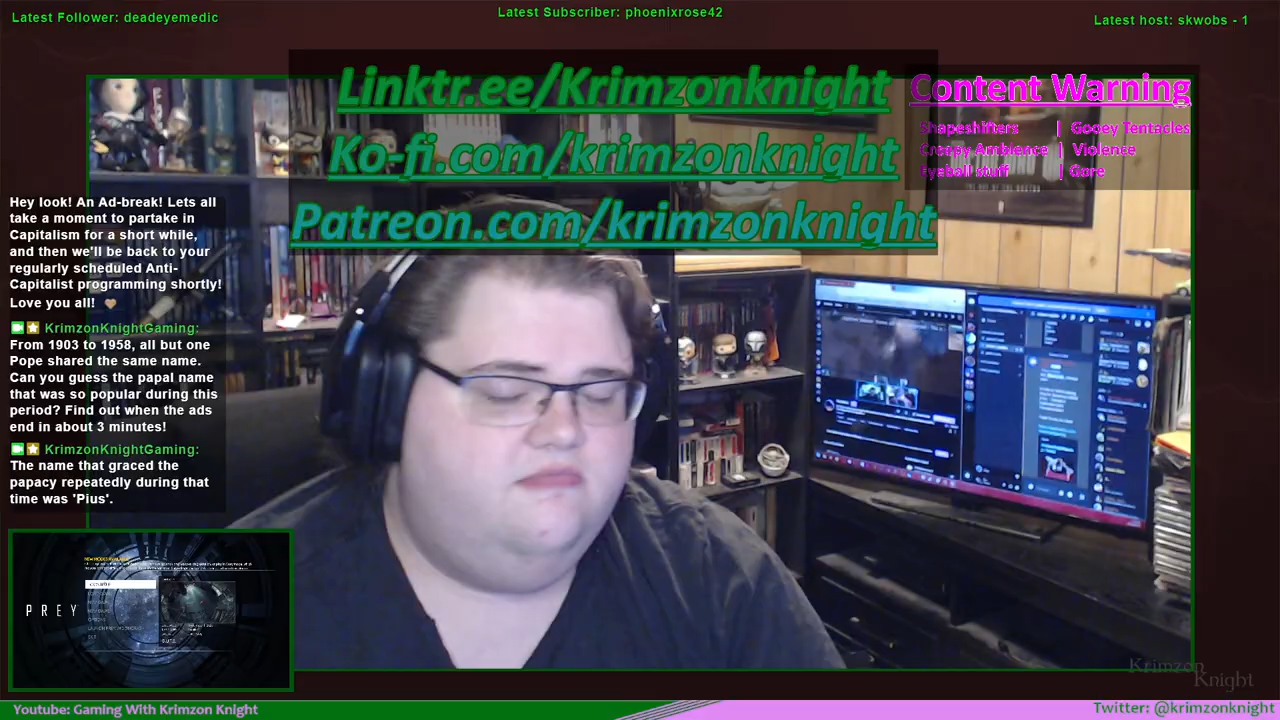 Latest Follower: deadeyemedic
Latest Subscriber: phoenixrose42
Latest host: skwobs - 1
Linktr.ee/Krimzonknight
Ko-fi.com/krimzonknight
Patreon.com/krimzonknight
Content Warning
Shapeshifters | Gooey Tentacles
Creepy Ambience | Violence
Eyeball stuff | Gore
Hey look! An Ad-break! Lets all
take a moment to partake in
Capitalism for a short while,
and then we'll be back to your
regularly scheduled Anti-
Capitalist programming shortly!
Love you all!
KrimzonKnightGaming:
From 1903 to 1958, all but one
Pope shared the same name.
Can you guess the papal name
that was so popular during this
period? Find out when the ads
end in about 3 minutes!
KrimzonKnightGaming:
The name that graced the
papacy repeatedly during that
time was 'Pius'.
PREY
Krimzon
Knight
Youtube: Gaming With Krimzon Knight
Twitter: @krimzonknight